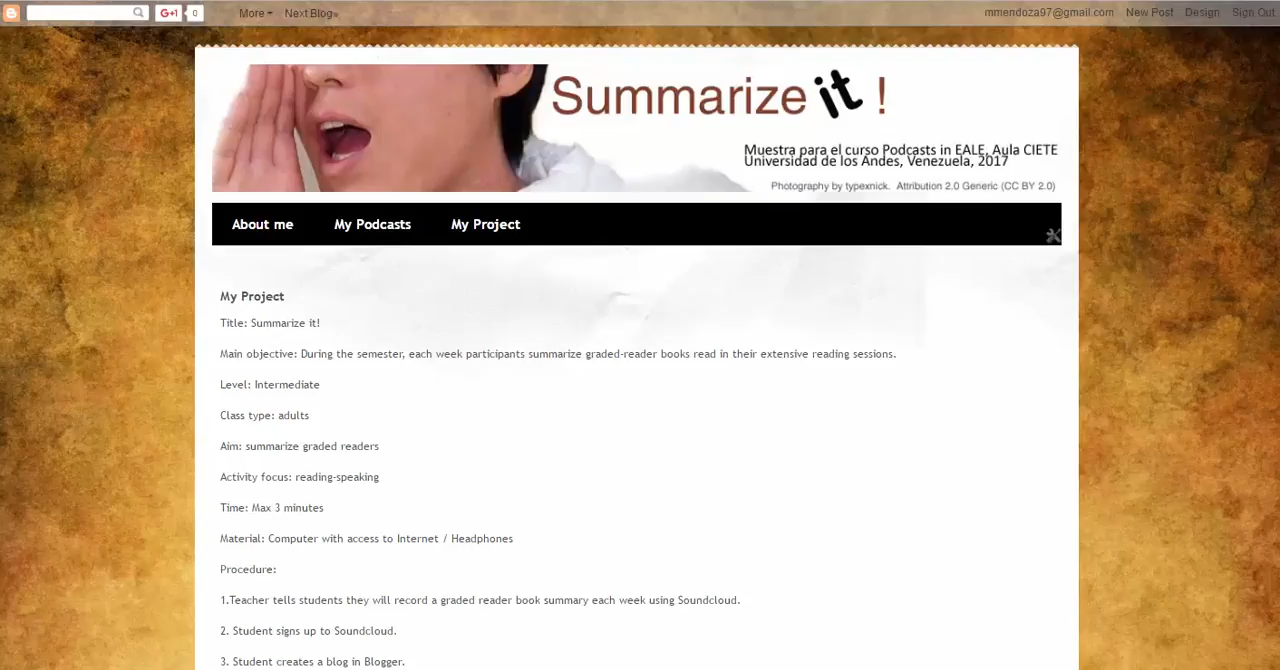 G+1 0 More Next Blog» mmendoza97@gmail.com New Post Design Sign Out
Summarize it !
Muestra para el curso Podcasts in EALE, Aula CIETE
Universidad de los Andes, Venezuela, 2017
Photography by typexnick. Attribution 2.0 Generic (CC BY 2.0)
About me My Podcasts My Project
My Project
Title: Summarize it!
Main objective: During the semester, each week participants summarize graded-reader books read in their extensive reading sessions.
Level: Intermediate
Class type: adults
Aim: summarize graded readers
Activity focus: reading-speaking
Time: Max 3 minutes
Material: Computer with access to Internet / Headphones
Procedure:
1.Teacher tells students they will record a graded reader book summary each week using Soundcloud.
2. Student signs up to Soundcloud.
3. Student creates a blog in Blogger.